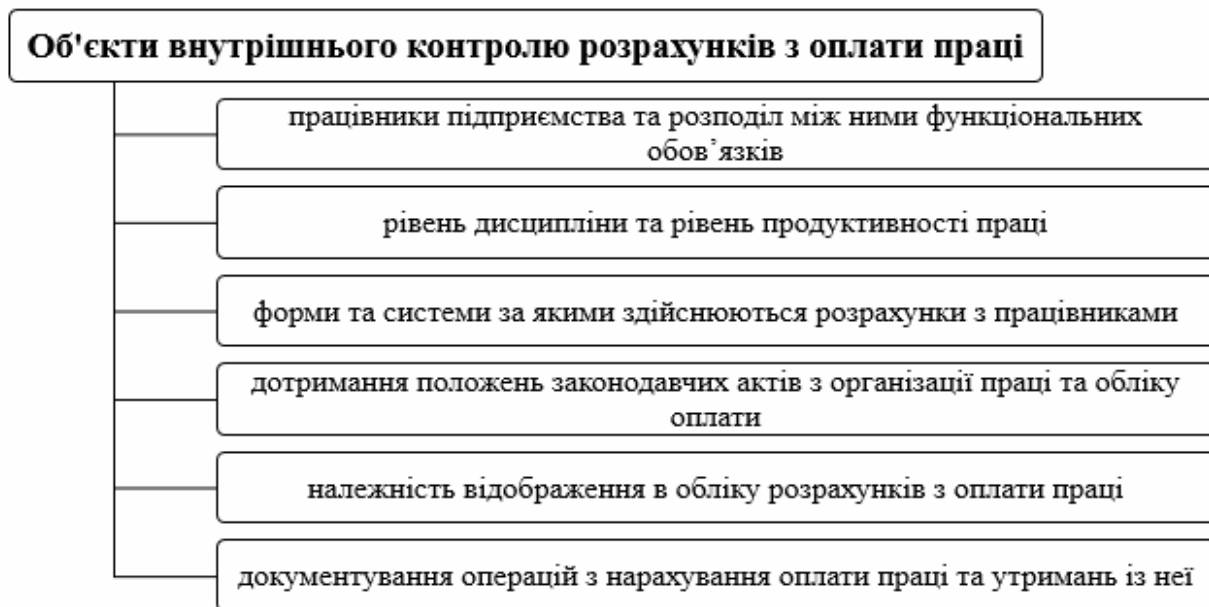 Об'єкти внутрішнього контролю розрахунків з оплати праці
працівники підприємства та розподіл між ними функціональних
обов’язків
рівень дисципліни та рівень продуктивності праці
форми та системи за якими здійснюються розрахунки з працівниками
дотримання положень законодавчих актів з організації праці та обліку
оплати
належність відображення в обліку розрахунків з оплати праці
документування операцій з нарахування оплати праці та утримань із неї